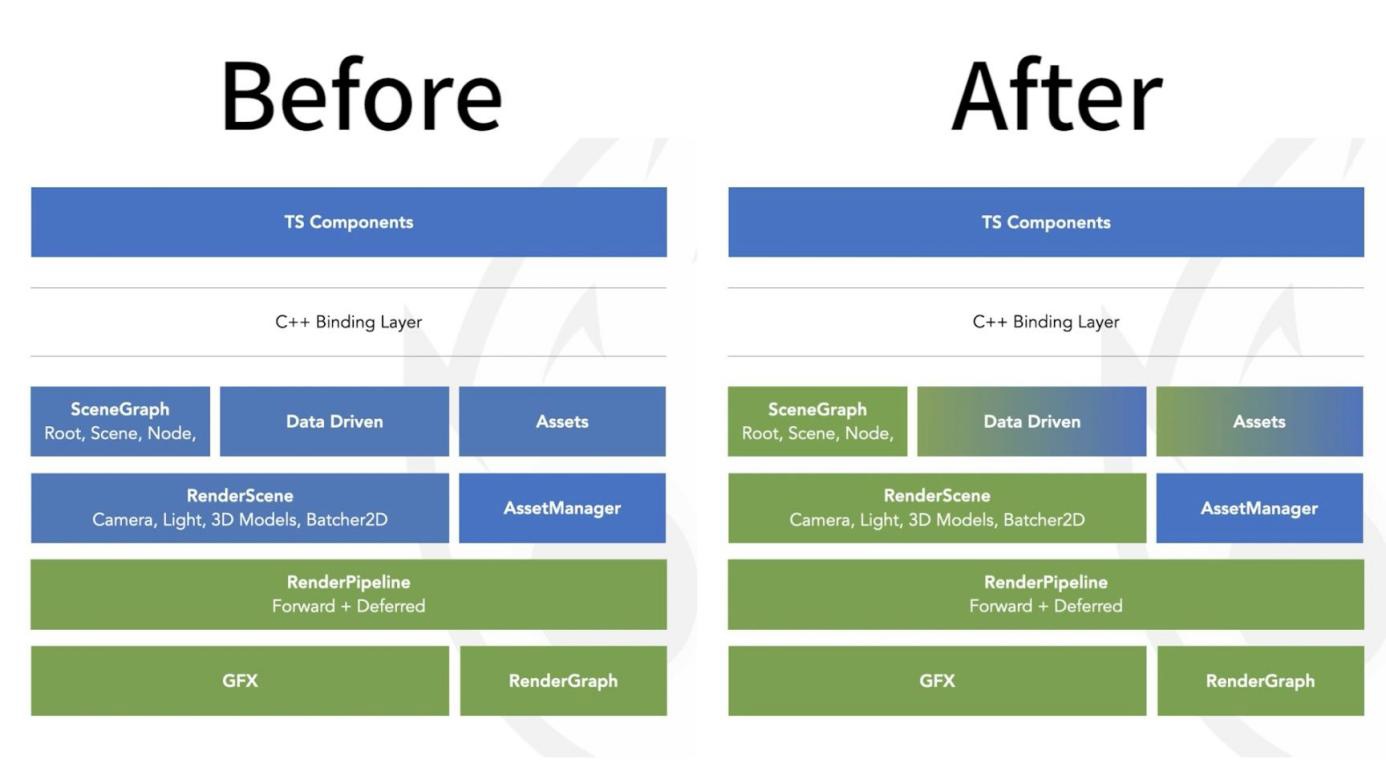 Before
TS Components
C++ Binding Layer
SceneGraph
Root, Scene, Node,
Data Driven
Assets
RenderScene
Camera, Light, 3D Models, Batcher2D
AssetManager
RenderPipeline
Forward + Deferred
GFX
RenderGraph
After
TS Components
C++ Binding Layer
SceneGraph
Root, Scene, Node,
Data Driven
Assets
RenderScene
Camera, Light, 3D Models, Batcher2D
AssetManager
RenderPipeline
Forward + Deferred
GFX
RenderGraph